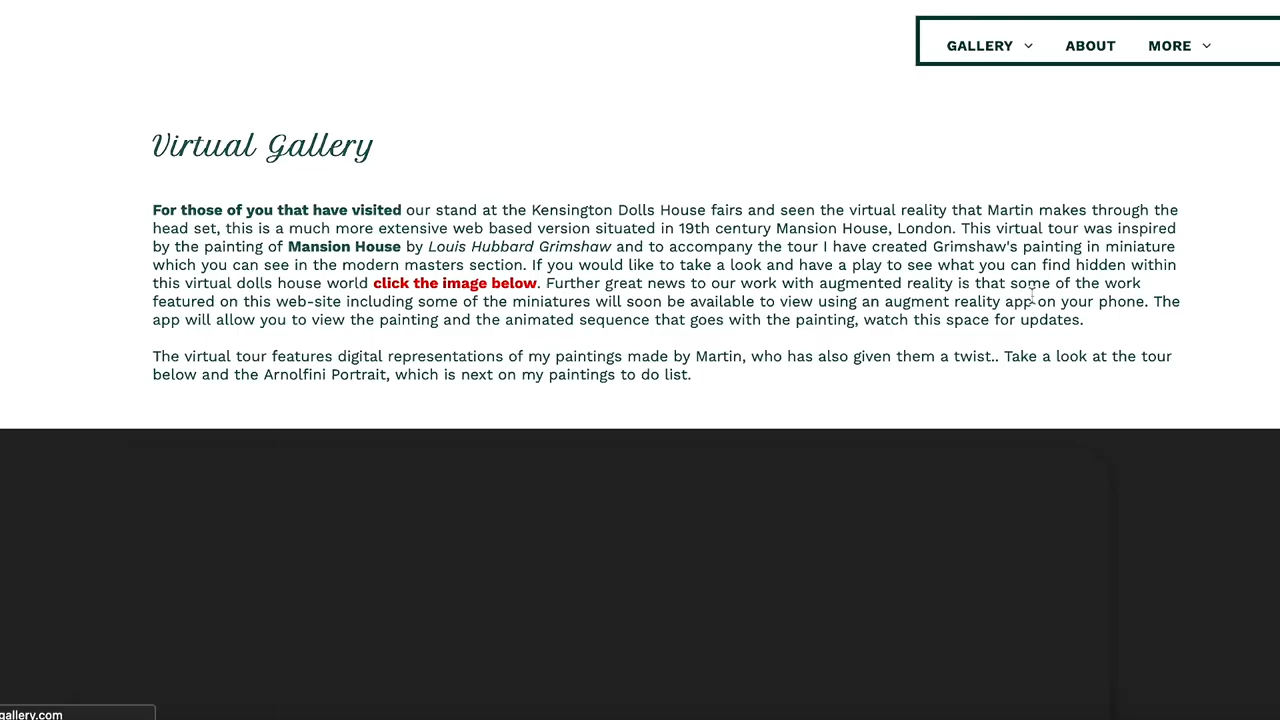 GALLERY ABOUT MORE
Virtual Gallery
For those of you that have visited our stand at the Kensington Dolls House fairs and seen the virtual reality that Martin makes through the
head set, this is a much more extensive web based version situated in 19th century Mansion House, London. This virtual tour was inspired
by the painting of Mansion House by Louis Hubbard Grimshaw and to accompany the tour I have created Grimshaw's painting in miniature
which you can see in the modern masters section. If you would like to take a look and have a play to see what you can find hidden within
this virtual dolls house world click the image below. Further great news to our work with augmented reality is that some of the work
featured on this web-site including some of the miniatures will soon be available to view using an augment reality app on your phone. The
app will allow you to view the painting and the animated sequence that goes with the painting, watch this space for updates.
The virtual tour features digital representations of my paintings made by Martin, who has also given them a twist.. Take a look at the tour
below and the Arnolfini Portrait, which is next on my paintings to do list.
gallery.com